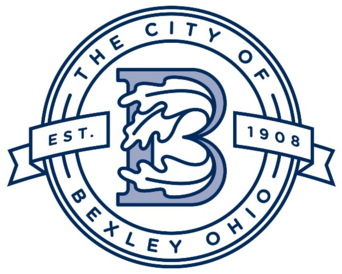 THE CITY OF
EST.
B
1908
BEXLEY OHIO